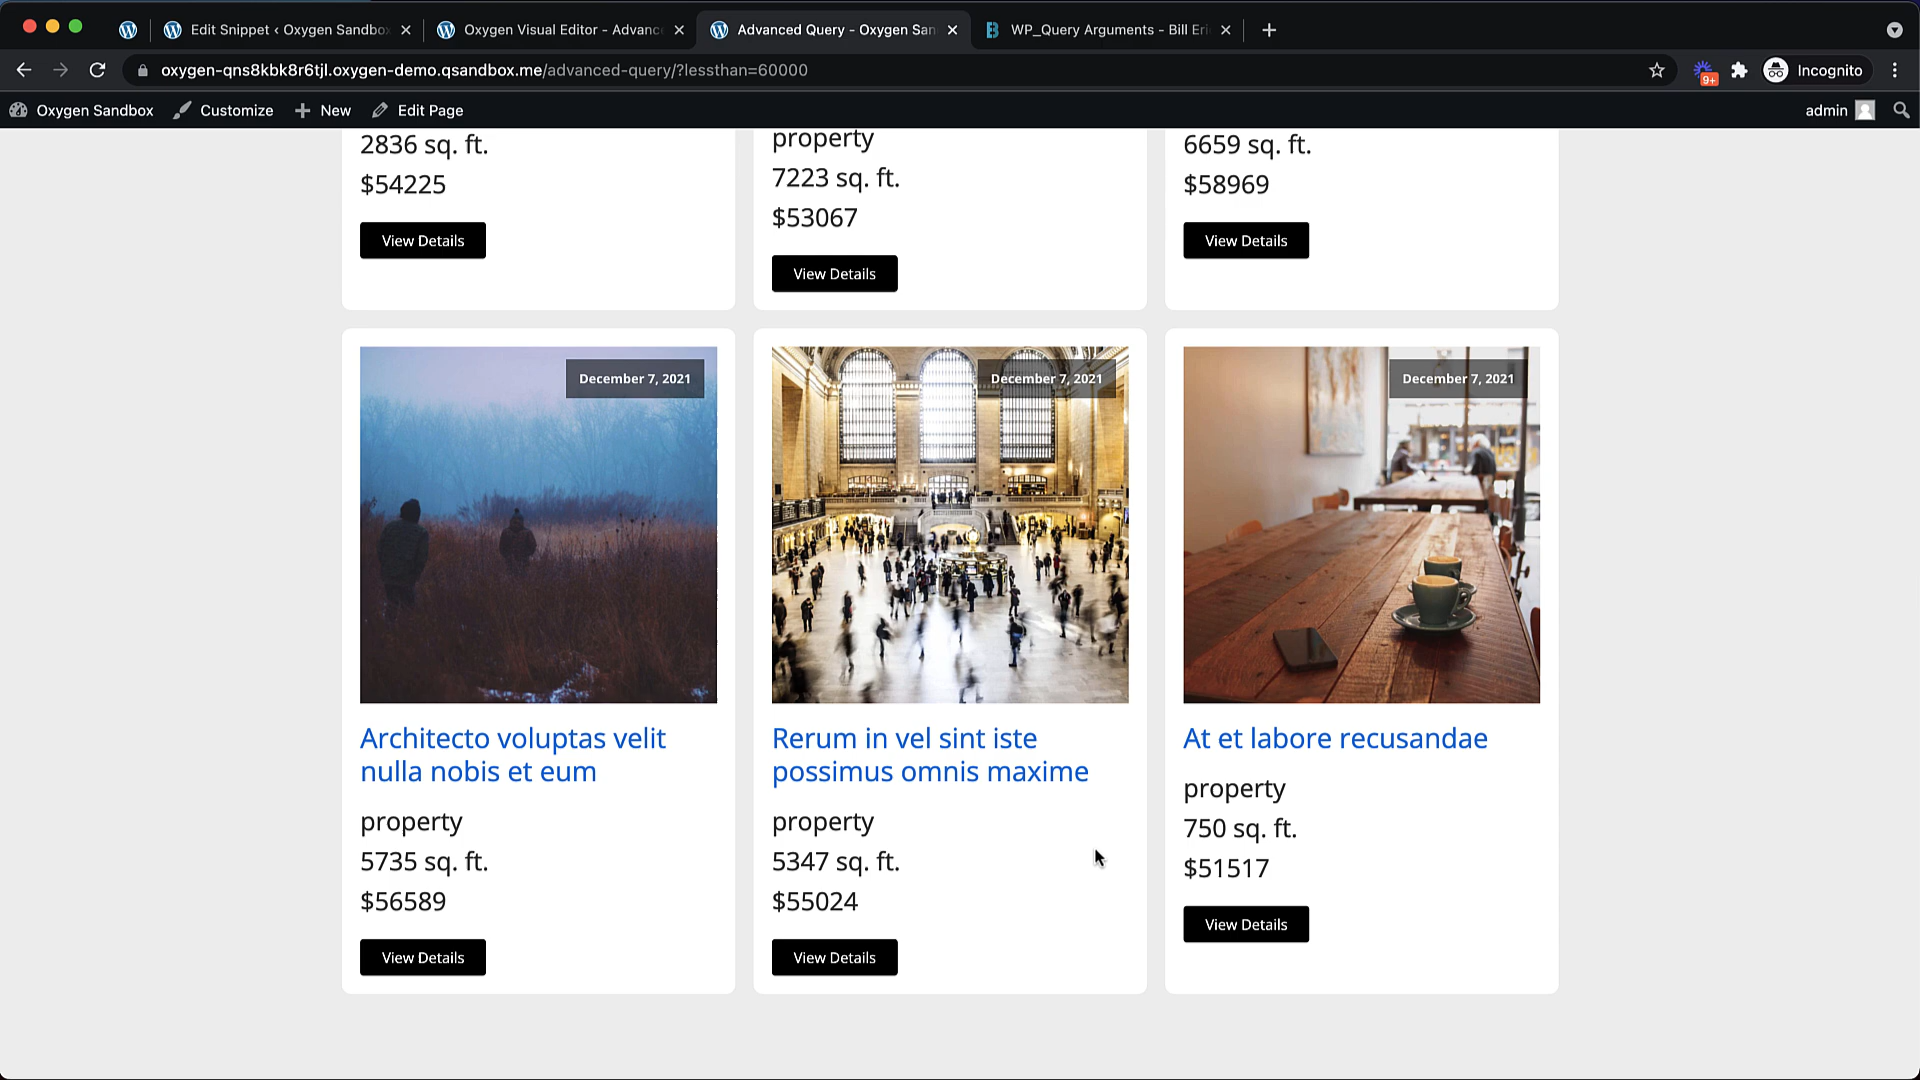 Edit Snippet ‹ Oxygen Sandbo
Oxygen Visual Editor - Advanc
Advanced Query - Oxygen San
WP_Query Arguments - Bill Eri
oxygen-qns8kbk8r6tjl.oxygen-demo.qsandbox.me/advanced-query/?lessthan=60000
9+
Incognito
Oxygen Sandbox
Customize
New
Edit Page
admin
2836 sq. ft.
$54225
View Details
property
7223 sq. ft.
$53067
View Details
6659 sq. ft.
$58969
View Details
December 7, 2021
Architecto voluptas velit
nulla nobis et eum
property
5735 sq. ft.
$56589
View Details
December 7, 2021
Rerum in vel sint iste
possimus omnis maxime
property
5347 sq. ft.
$55024
View Details
December 7, 2021
At et labore recusandae
property
750 sq. ft.
$51517
View Details